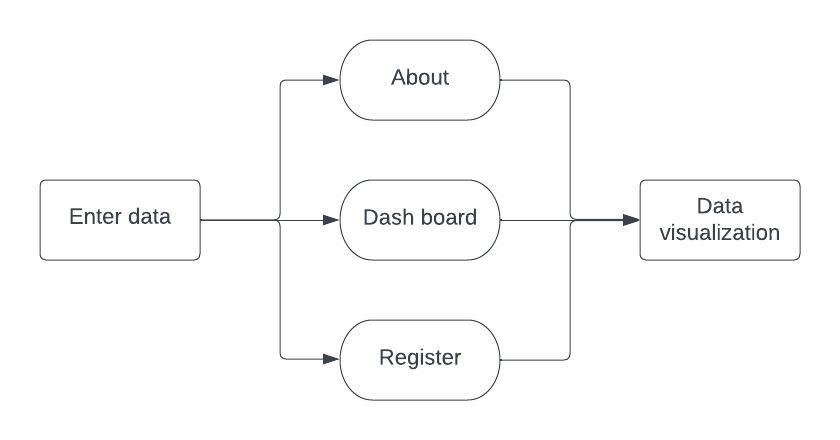 About
Enter data
Dash board
Data
visualization
Register